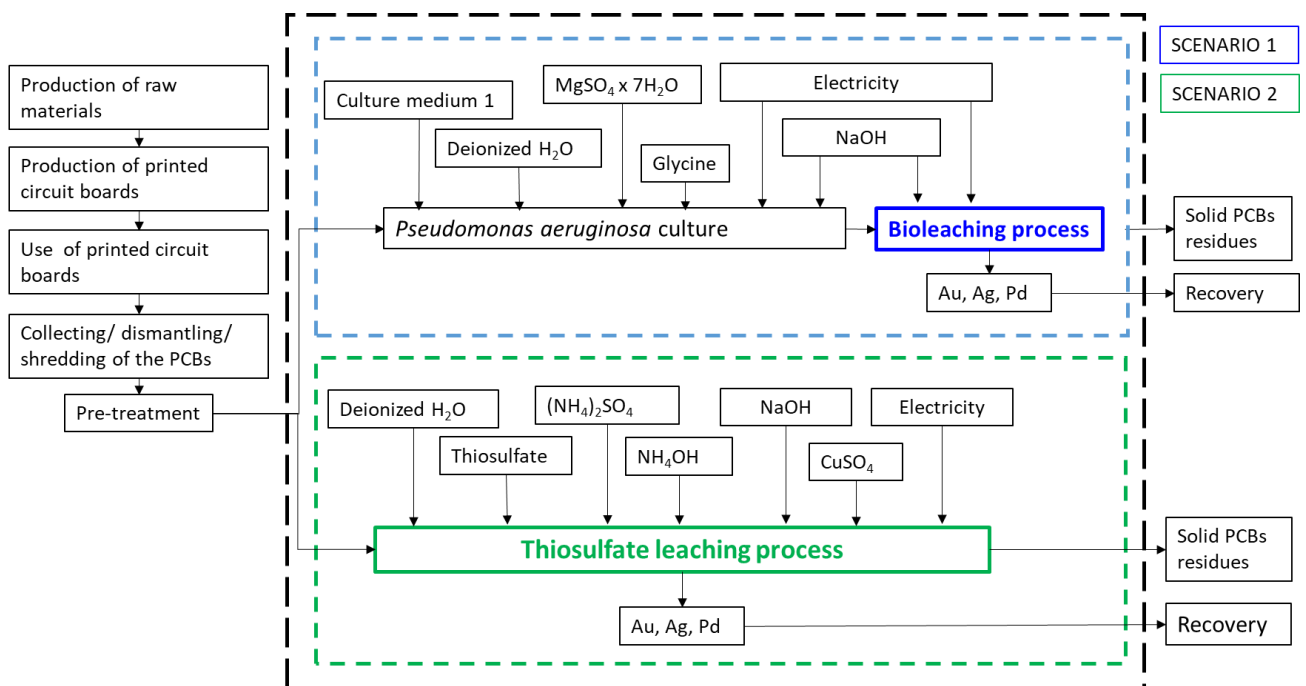 Production of raw
materials
Production of printed
circuit boards
Use of printed circuit
boards
Collecting/ dismantling/
shredding of the PCBs
Pre-treatment
Culture medium 1
Deionized H₂O
MgSO₄ x 7H₂O
Glycine
Electricity
NaOH
Pseudomonas aeruginosa culture
Bioleaching process
Au, Ag, Pd
SCENARIO 1
SCENARIO 2
Solid PCBs
residues
Recovery
Deionized H₂O
Thiosulfate
(NH₄)₂SO₄
NH₄OH
NaOH
CuSO₄
Electricity
Thiosulfate leaching process
Au, Ag, Pd
Solid PCBs
residues
Recovery